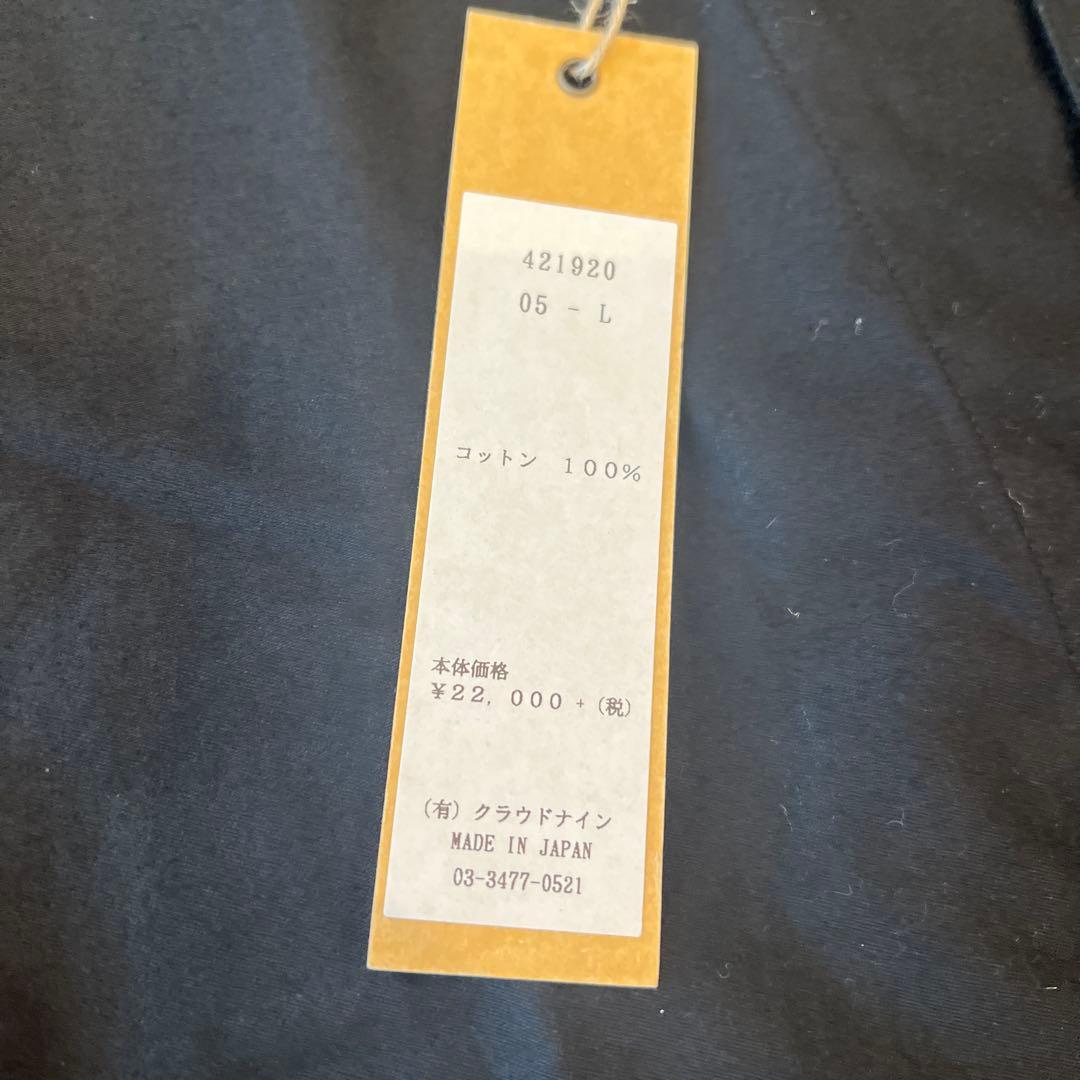 421920
05 - L
コットン 100%
本体価格
¥22,000+(税)
(有)クラウドナイン
MADE IN JAPAN
03-3477-0521